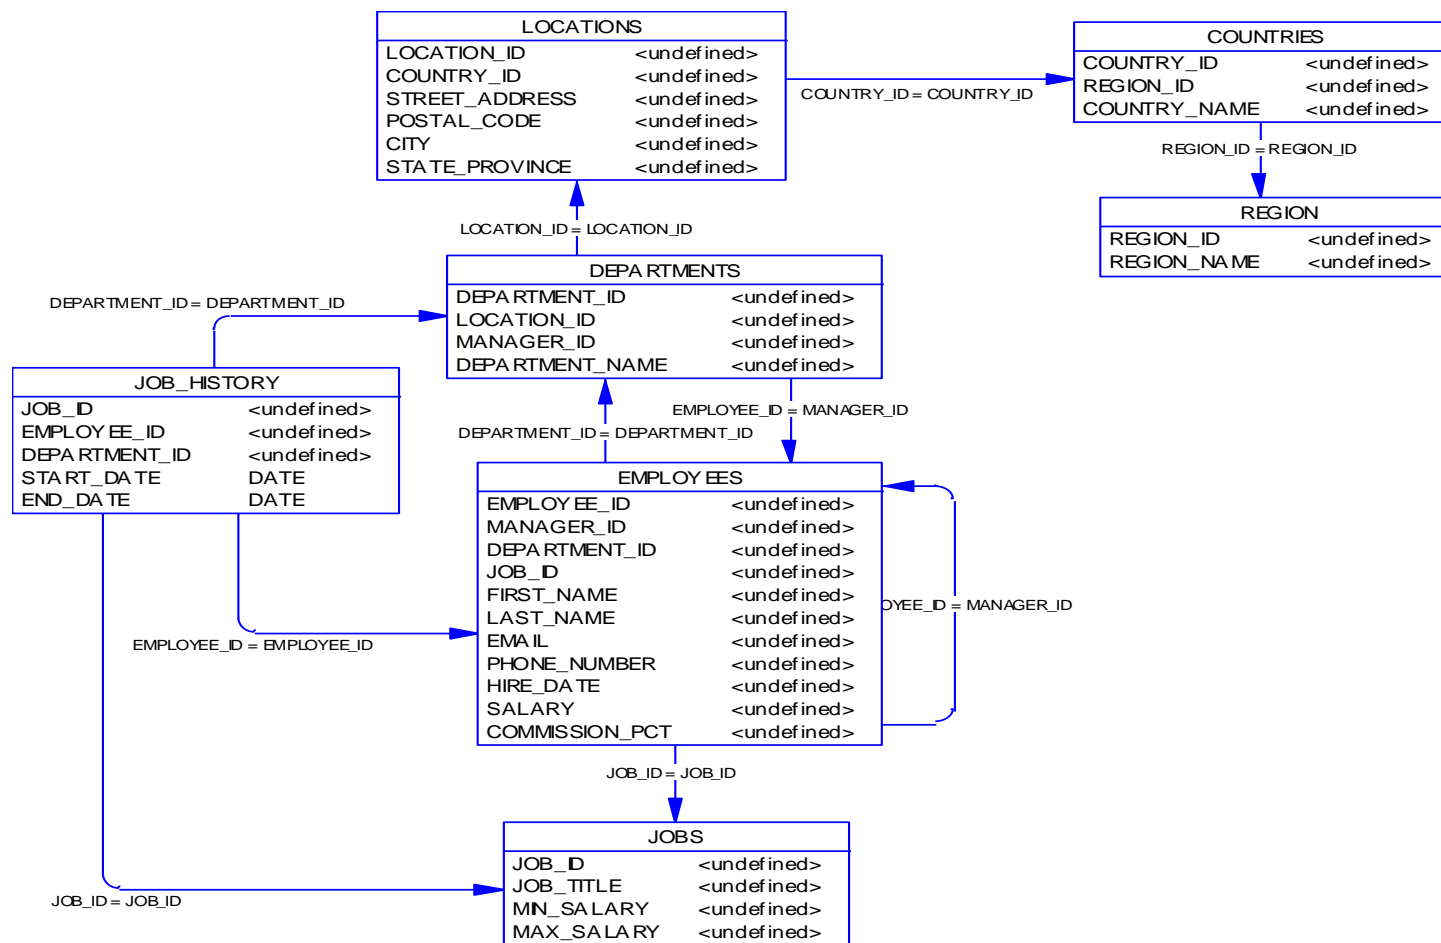 LOCATIONS
LOCATION_ID <undefined>
COUNTRY_ID <undefined>
STREET_ADDRESS <undefined>
POSTAL_CODE <undefined>
CITY <undefined>
STATE_PROVINCE <undefined>
COUNTRY_ID = COUNTRY_ID
COUNTRIES
COUNTRY_ID <undefined>
REGION_ID <undefined>
COUNTRY_NAME <undefined>
REGION_ID = REGION_ID
REGION
REGION_ID <undefined>
REGION_NAME <undefined>
LOCATION_ID = LOCATION_ID
DEPARTMENTS
DEPARTMENT_ID <undefined>
LOCATION_ID <undefined>
MANAGER_ID <undefined>
DEPARTMENT_NAME <undefined>
DEPARTMENT_ID = DEPARTMENT_ID
JOB_HISTORY
JOB_ID <undefined>
EMPLOYEE_ID <undefined>
DEPARTMENT_ID <undefined>
START_DATE DATE
END_DATE DATE
EMPLOYEE_ID = MANAGER_ID
DEPARTMENT_ID = DEPARTMENT_ID
EMPLOYEES
EMPLOYEE_ID <undefined>
MANAGER_ID <undefined>
DEPARTMENT_ID <undefined>
JOB_ID <undefined>
FIRST_NAME <undefined>
LAST_NAME <undefined>
EMAIL <undefined>
PHONE_NUMBER <undefined>
HIRE_DATE <undefined>
SALARY <undefined>
COMMISSION_PCT <undefined>
OYEE_ID = MANAGER_ID
EMPLOYEE_ID = EMPLOYEE_ID
JOB_ID = JOB_ID
JOBS
JOB_ID <undefined>
JOB_TITLE <undefined>
MIN_SALARY <undefined>
MAX_SALARY <undefined>
JOB_ID = JOB_ID